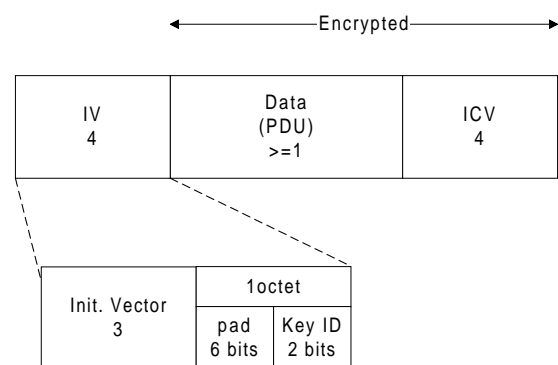 Encrypted
IV
4
Data
(PDU)
>=1
ICV
4
Init. Vector
3
1octet
pad
6 bits
Key ID
2 bits